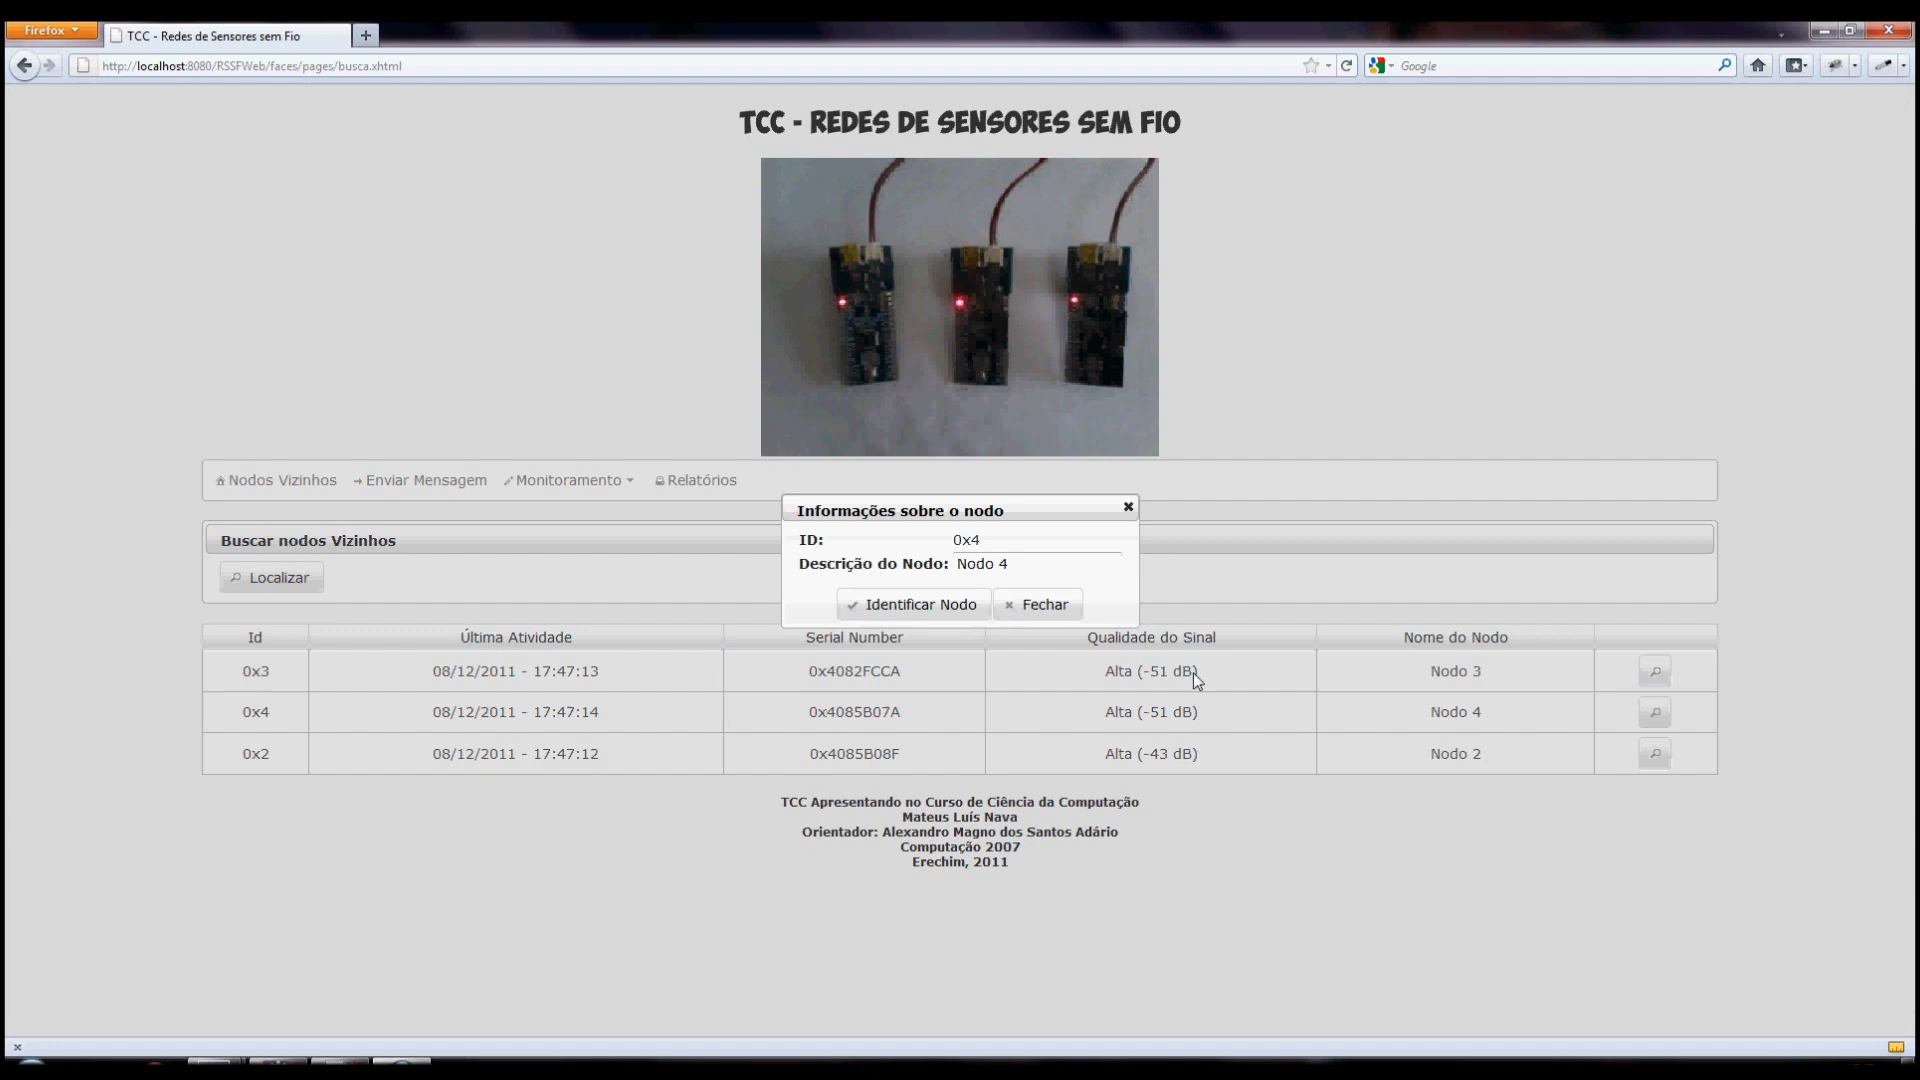 Firefox
TCC - Redes de Sensores sem Fio
http://localhost:8080/RSSFWeb/faces/pages/busca.xhtml
Google
TCC - REDES DE SENSORES SEM FIO
Nodos Vizinhos Enviar Mensagem Monitoramento Relatórios
Informações sobre o nodo
ID: 0x4
Descrição do Nodo: Nodo 4
Identificar Nodo Fechar
Buscar nodos Vizinhos
Localizar
Id Última Atividade Serial Number Qualidade do Sinal Nome do Nodo
0x3 08/12/2011 - 17:47:13 0x4082FCCA Alta (-51 dB) Nodo 3
0x4 08/12/2011 - 17:47:14 0x4085B07A Alta (-51 dB) Nodo 4
0x2 08/12/2011 - 17:47:12 0x4085B08F Alta (-43 dB) Nodo 2
TCC Apresentando no Curso de Ciência da Computação
Mateus Luís Nava
Orientador: Alexandro Magno dos Santos Adário
Computação 2007
Erechim, 2011